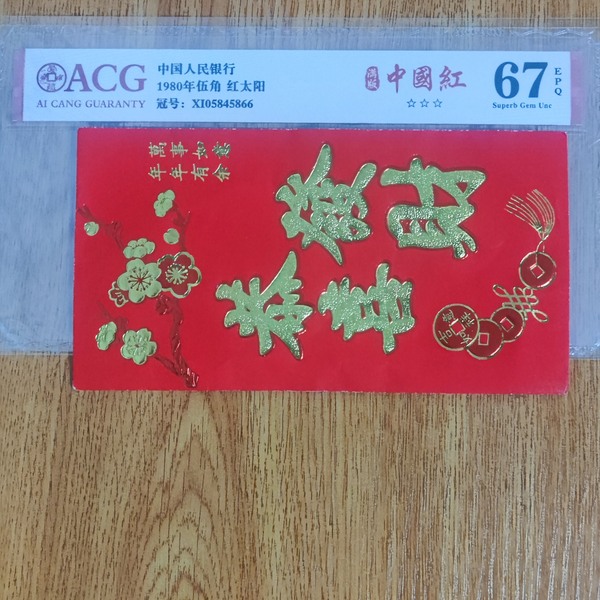 ACG
AI CANG GUARANTY
中国人民银行
1980年伍角 红太阳
冠号：XI05845866
滿版 中國紅
☆☆☆
67 EPQ
Superb Gem Unc
萬事如意
年年有余
恭喜發財